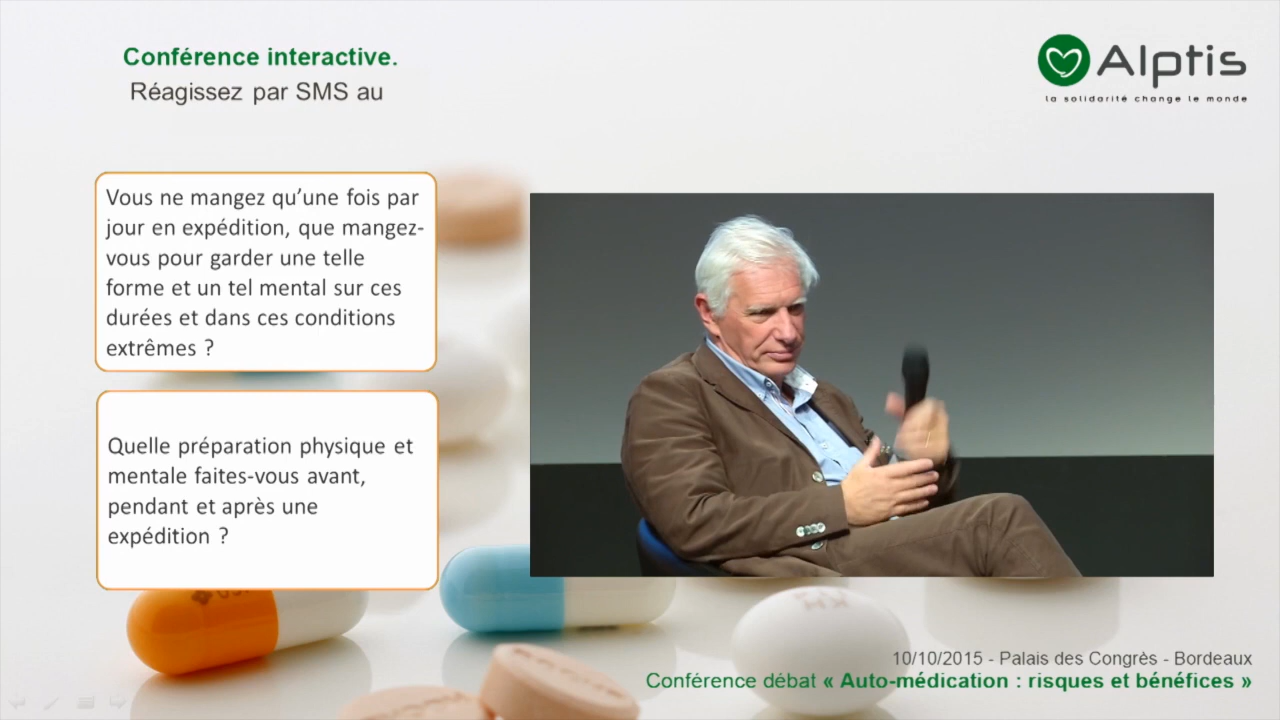 Conférence interactive.
Réagissez par SMS au
Alptis
la solidarité change le monde
Vous ne mangez qu’une fois par
jour en expédition, que mangez-
vous pour garder une telle
forme et un tel mental sur ces
durées et dans ces conditions
extrêmes ?
Quelle préparation physique et
mentale faites-vous avant,
pendant et après une
expédition ?
10/10/2015 - Palais des Congrès - Bordeaux
Conférence débat « Auto-médication : risques et bénéfices »